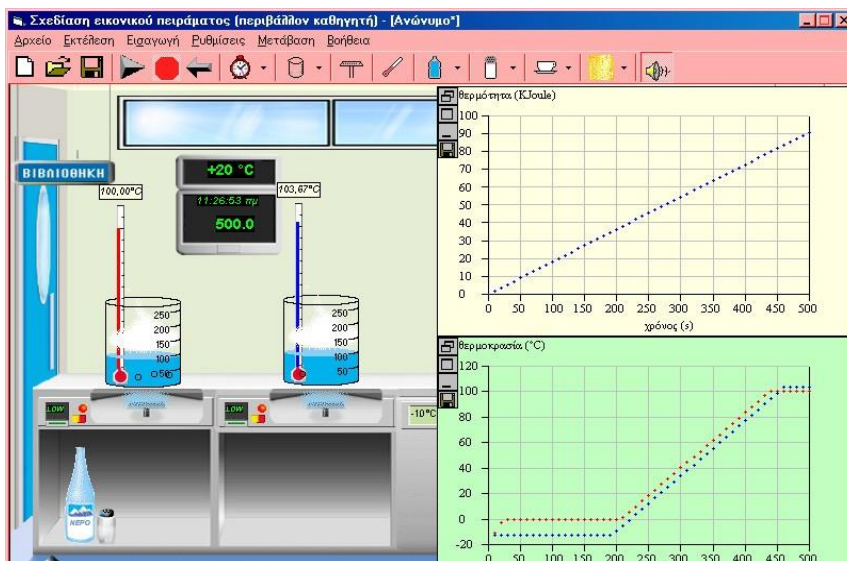 Σχεδίαση εικονικού πειράματος (περιβάλλον καθηγητή) - [Ανώνυμο*]
Αρχείο Εκτέλεση Εισαγωγή Ρυθμίσεις Μετάβαση Βοήθεια
ΒΙΒΛΙΟΘΗΚΗ
100,00°C
+20 °C
11:26:53 πμ
500.0
103,67°C
250
200
150
100
50
250
200
150
100
50
LOW
LOW
-10°C
ΝΕΡΟ
θερμότητα (KJoule)
100
90
80
70
60
50
40
30
20
10
0
0 50 100 150 200 250 300 350 400 450 500
χρόνος (s)
θερμοκρασία (°C)
120
100
80
60
40
20
0
-20
0 50 100 150 200 250 300 350 400 450 500